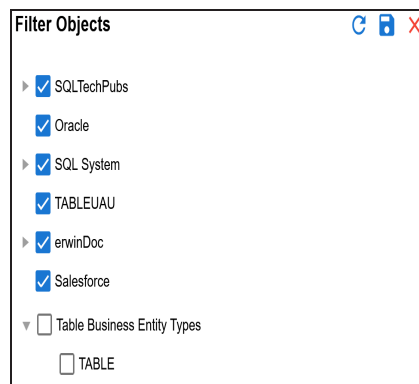 Filter Objects
SQLTechPubs
Oracle
SQL System
TABLEUAU
erwinDoc
Salesforce
Table Business Entity Types
TABLE